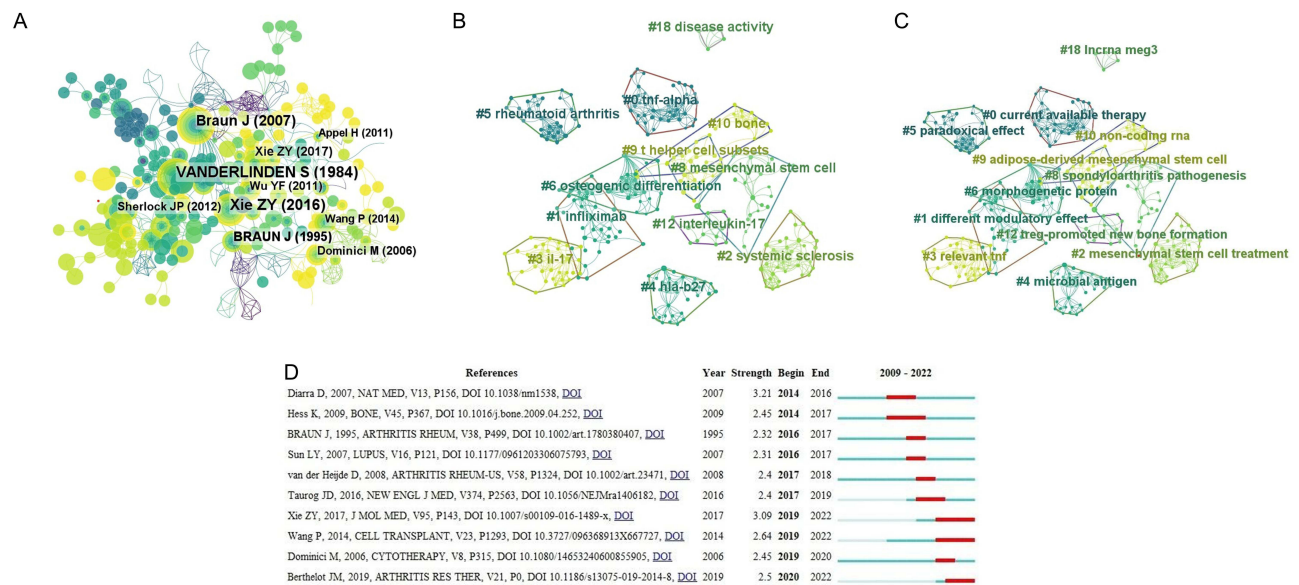 A
Braun J (2007)
Appel H (2011)
Xie ZY (2017)
VANDERLINDEN S (1984)
Wu YF (2011)
Sherlock JP (2012)
Xie ZY (2016)
Wang P (2014)
BRAUN J (1995)
Dominici M (2006)
B
#18 disease activity
#0 tnf-alpha
#5 rheumatoid arthritis
#10 bone
#9 t helper cell subsets
#8 mesenchymal stem cell
#6 osteogenic differentiation
#1 infliximab
#12 interleukin-17
#3 il-17
#2 systemic sclerosis
#4 hla-b27
C
#18 lncrna meg3
#0 current available therapy
#5 paradoxical effect
#10 non-coding rna
#9 adipose-derived mesenchymal stem cell
#8 spondyloarthritis pathogenesis
#6 morphogenetic protein
#1 different modulatory effect
#12 treg-promoted new bone formation
#3 relevant tnf
#2 mesenchymal stem cell treatment
#4 microbial antigen
D
References Year Strength Begin End 2009 - 2022
Diarra D, 2007, NAT MED, V13, P156, DOI 10.1038/nm1538, DOI 2007 3.21 2014 2016
Hess K, 2009, BONE, V45, P367, DOI 10.1016/j.bone.2009.04.252, DOI 2009 2.45 2014 2017
BRAUN J, 1995, ARTHRITIS RHEUM, V38, P499, DOI 10.1002/art.1780380407, DOI 1995 2.32 2016 2017
Sun LY, 2007, LUPUS, V16, P121, DOI 10.1177/0961203306075793, DOI 2007 2.31 2016 2017
van der Heijde D, 2008, ARTHRITIS RHEUM-US, V58, P1324, DOI 10.1002/art.23471, DOI 2008 2.4 2017 2018
Taurog JD, 2016, NEW ENGL J MED, V374, P2563, DOI 10.1056/NEJMra1406182, DOI 2016 2.4 2017 2019
Xie ZY, 2017, J MOL MED, V95, P143, DOI 10.1007/s00109-016-1489-x, DOI 2017 3.09 2019 2022
Wang P, 2014, CELL TRANSPLANT, V23, P1293, DOI 10.3727/096368913X667727, DOI 2014 2.64 2019 2022
Dominici M, 2006, CYTOTHERAPY, V8, P315, DOI 10.1080/14653240600855905, DOI 2006 2.45 2019 2020
Berthelot JM, 2019, ARTHRITIS RES THER, V21, P0, DOI 10.1186/s13075-019-2014-8, DOI 2019 2.5 2020 2022